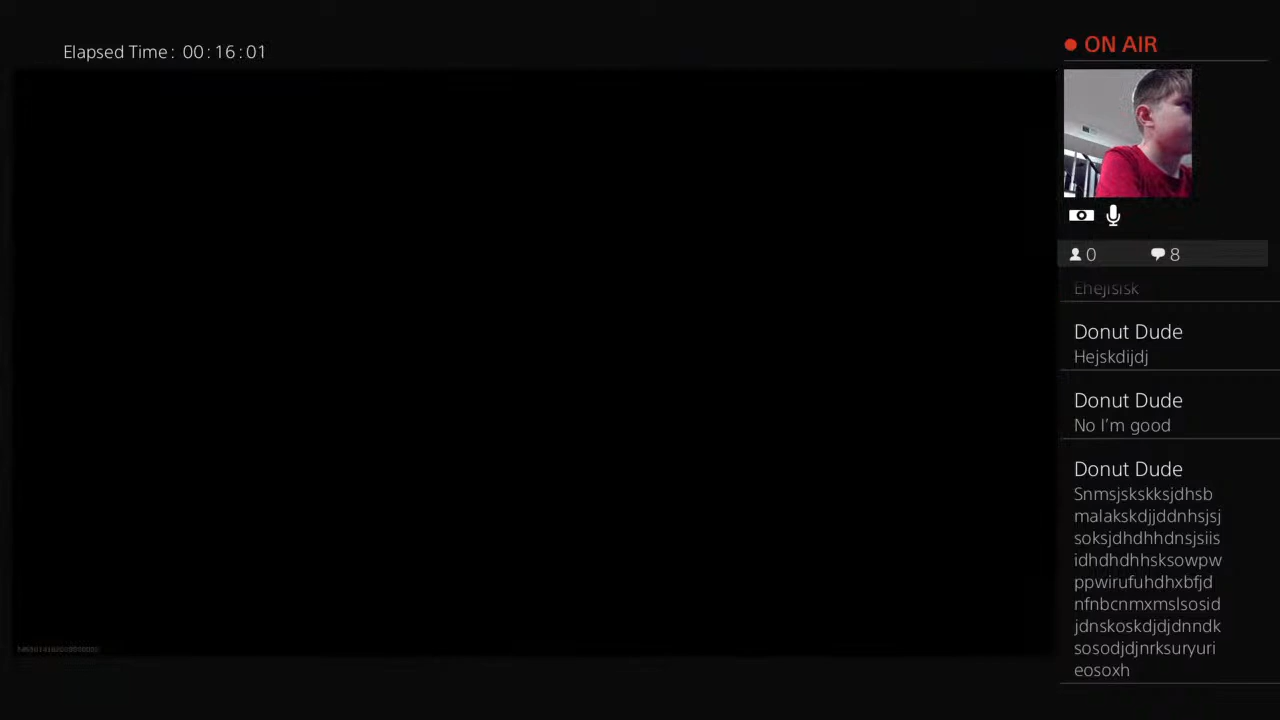 Elapsed Time: 00:16:01
ON AIR
0 8
Ehejisisk
Donut Dude
Hejskdijdj
Donut Dude
No I'm good
Donut Dude
Snmsjskskksjdhsb
malakskdjjddnhsjsj
soksjdhdhhdnsjsiis
idhdhdhhsksowpw
ppwirufuhdhxbfjd
nfnbcnmxmslsosid
jdnskoskdjdjdnndk
sosodjdjnrksuryuri
eosoxh